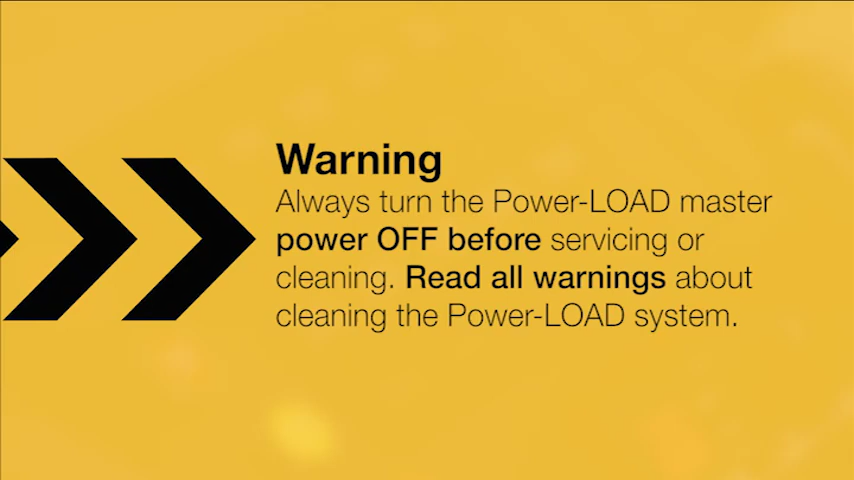 Warning
Always turn the Power-LOAD master
power OFF before servicing or
cleaning. Read all warnings about
cleaning the Power-LOAD system.